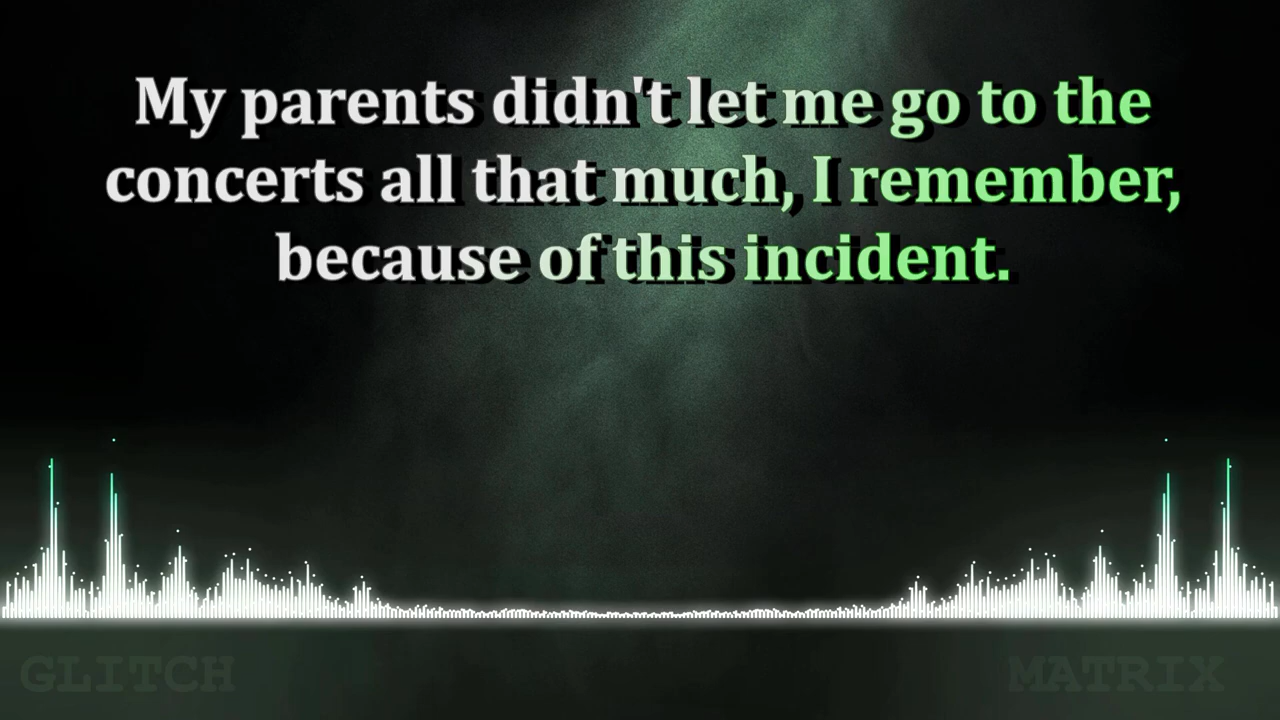 My parents didn't let me go to the
concerts all that much, I remember,
because of this incident.
GLITCH
MATRIX